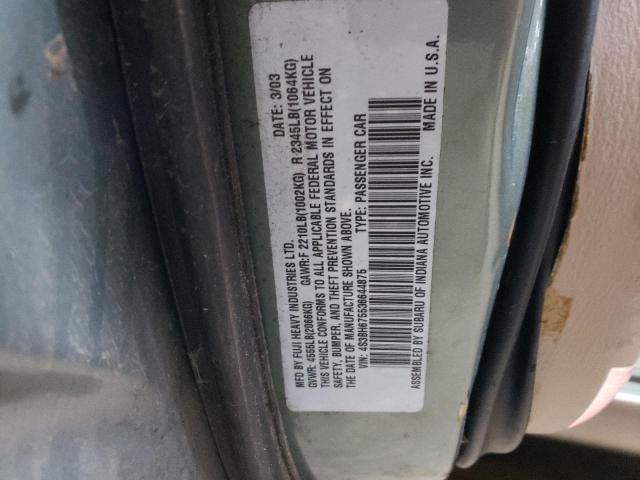 MFD BY FUJI HEAVY INDUSTRIES LTD. DATE: 3/03
GVWR: 4555LB(2066KG) GAWR:F 2210LB(1002KG) R 2345LB(1064KG)
THIS VEHICLE CONFORMS TO ALL APPLICABLE FEDERAL MOTOR VEHICLE
SAFETY, BUMPER, AND THEFT PREVENTION STANDARDS IN EFFECT ON
THE DATE OF MANUFACTURE SHOWN ABOVE.
VIN: 4S3BH675536644875 TYPE: PASSENGER CAR
ASSEMBLED BY SUBARU OF INDIANA AUTOMOTIVE INC. MADE IN U.S.A.